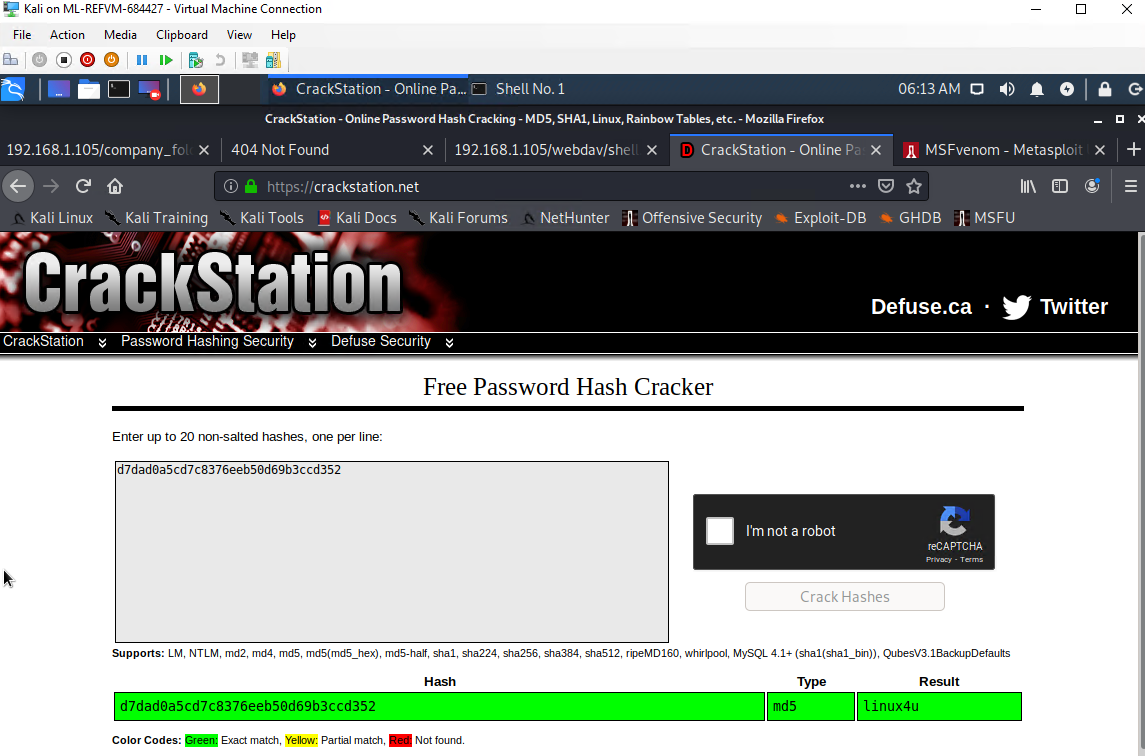 Kali on ML-REFVM-684427 - Virtual Machine Connection
File Action Media Clipboard View Help
CrackStation - Online Pa... Shell No. 1 06:13 AM
CrackStation - Online Password Hash Cracking - MD5, SHA1, Linux, Rainbow Tables, etc. - Mozilla Firefox
192.168.1.105/company_fol 404 Not Found 192.168.1.105/webdav/shell CrackStation - Online Pa MSFvenom - Metasploit
https://crackstation.net
Kali Linux Kali Training Kali Tools Kali Docs Kali Forums NetHunter Offensive Security Exploit-DB GHDB MSFU
CrackStation
Defuse.ca · Twitter
CrackStation Password Hashing Security Defuse Security
Free Password Hash Cracker
Enter up to 20 non-salted hashes, one per line:
d7dad0a5cd7c8376eeb50d69b3ccd352
I'm not a robot
reCAPTCHA
Privacy - Terms
Crack Hashes
Supports: LM, NTLM, md2, md4, md5, md5(md5_hex), md5-half, sha1, sha224, sha256, sha384, sha512, ripeMD160, whirlpool, MySQL 4.1+ (sha1(sha1_bin)), QubesV3.1BackupDefaults
Hash Type Result
d7dad0a5cd7c8376eeb50d69b3ccd352 md5 linux4u
Color Codes: Green: Exact match, Yellow: Partial match, Red: Not found.